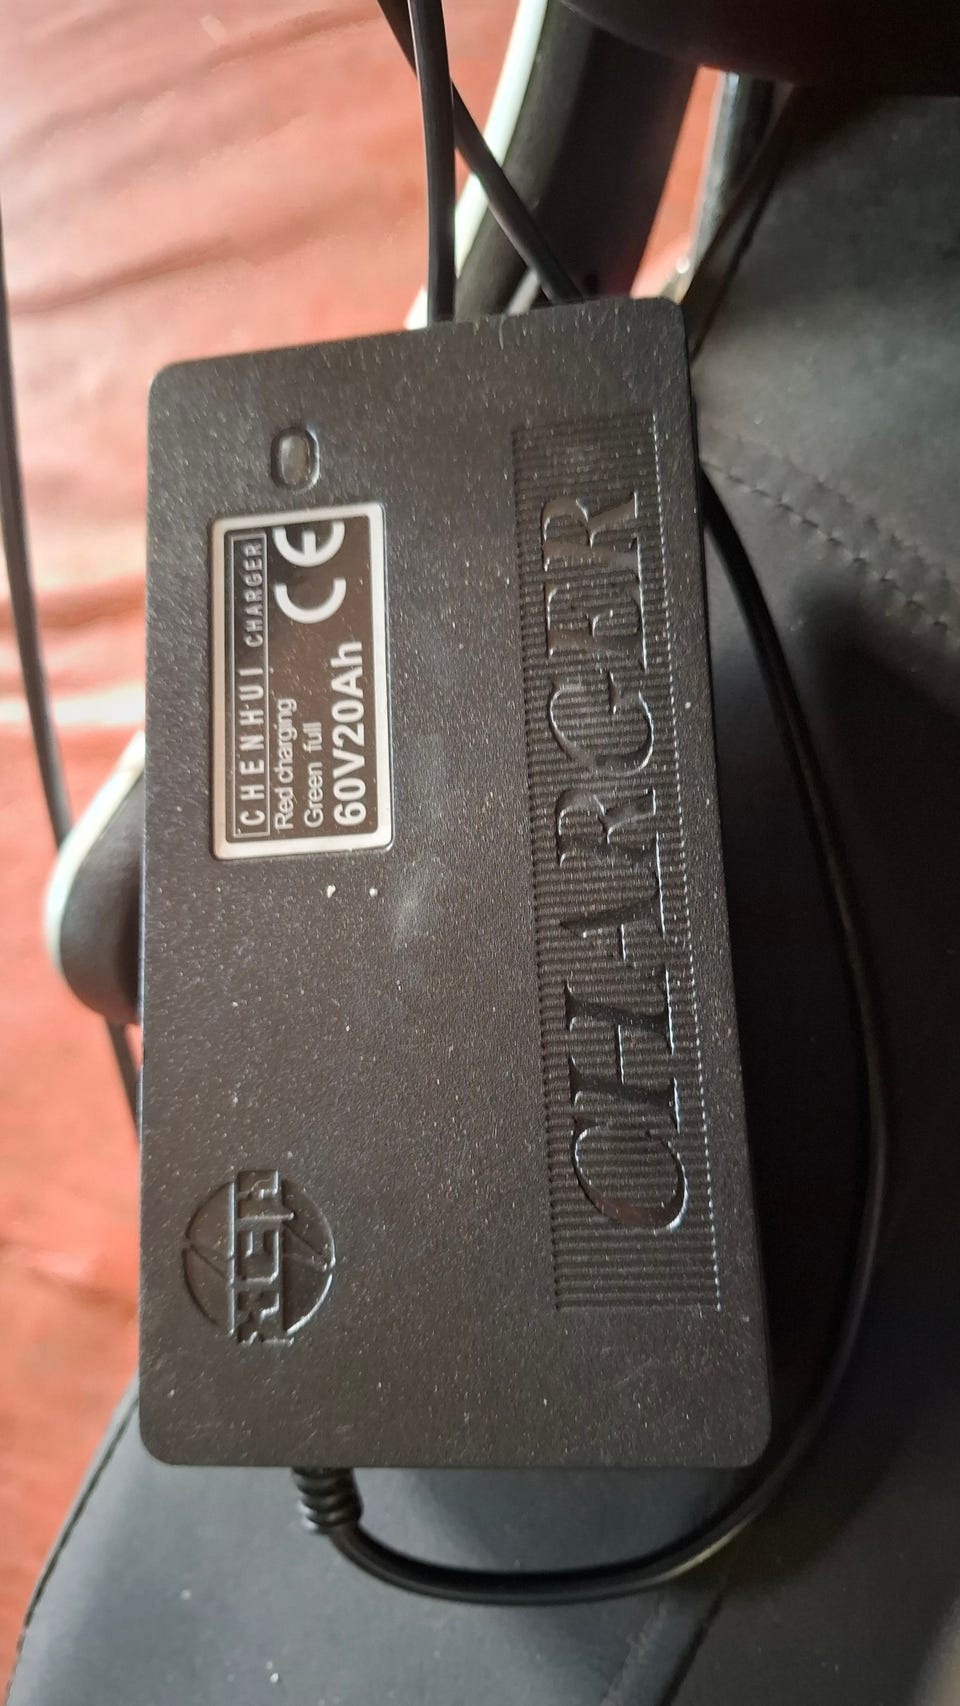 CHENHUI CHARGER
Red charging
Green full
60V20Ah
CE
CHARGER